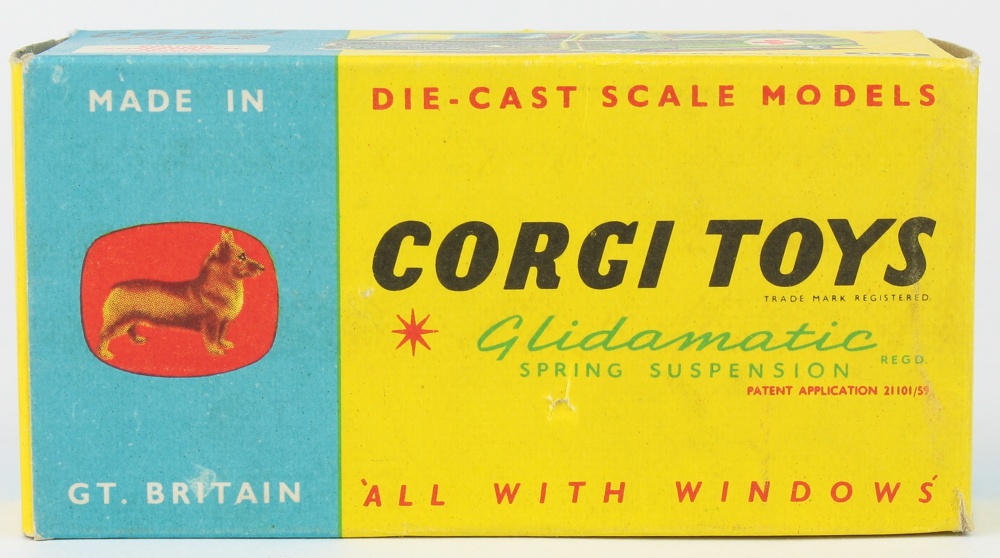 MADE IN
GT. BRITAIN
DIE-CAST SCALE MODELS
CORGI TOYS
TRADE MARK REGISTERED.
Glidamatic
REGD.
SPRING SUSPENSION
PATENT APPLICATION 21101/59
'ALL WITH WINDOWS'